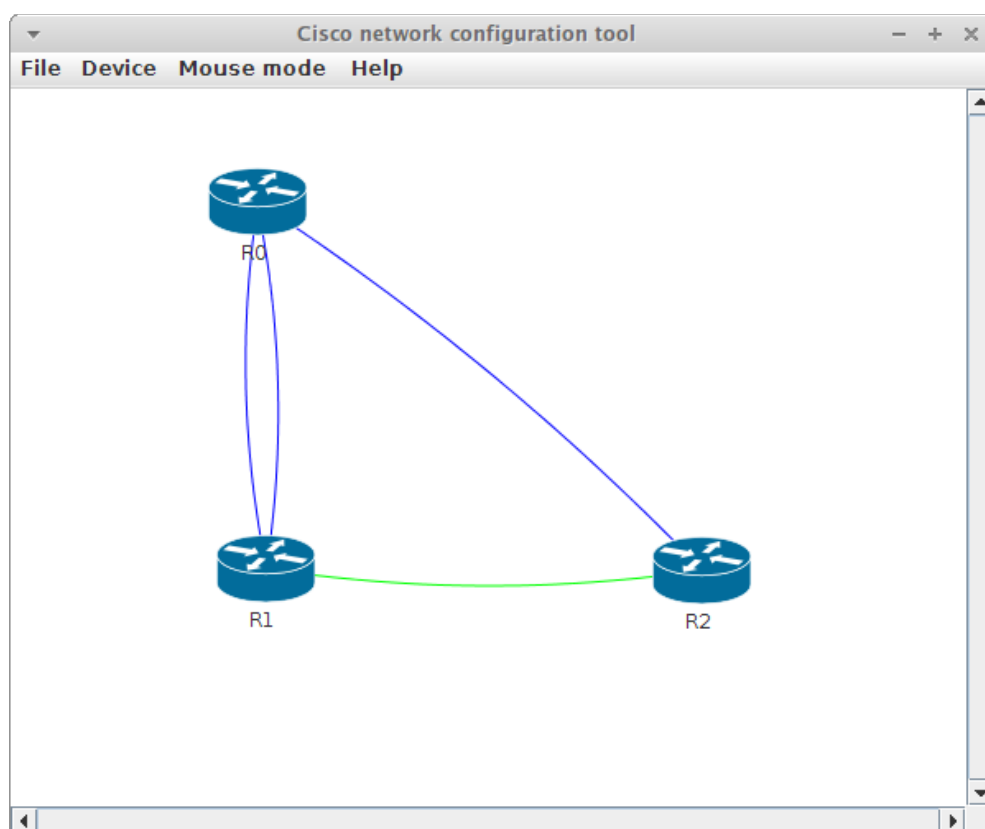 Cisco network configuration tool
File Device Mouse mode Help
R0
R1
R2